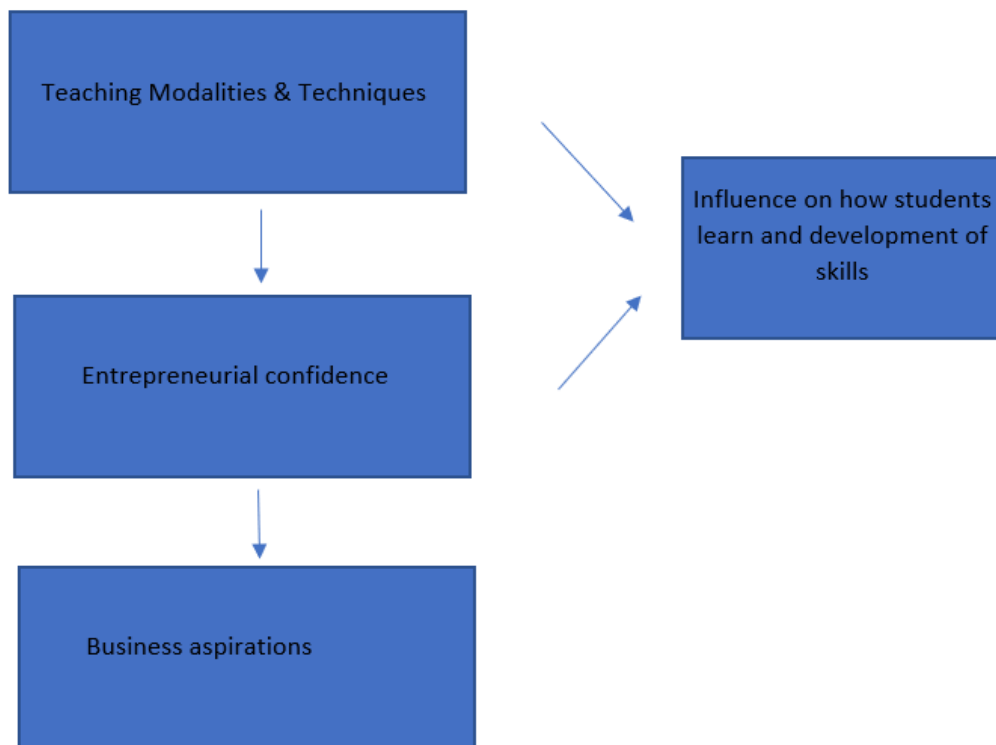 Teaching Modalities & Techniques
Influence on how students
learn and development of
skills
Entrepreneurial confidence
Business aspirations